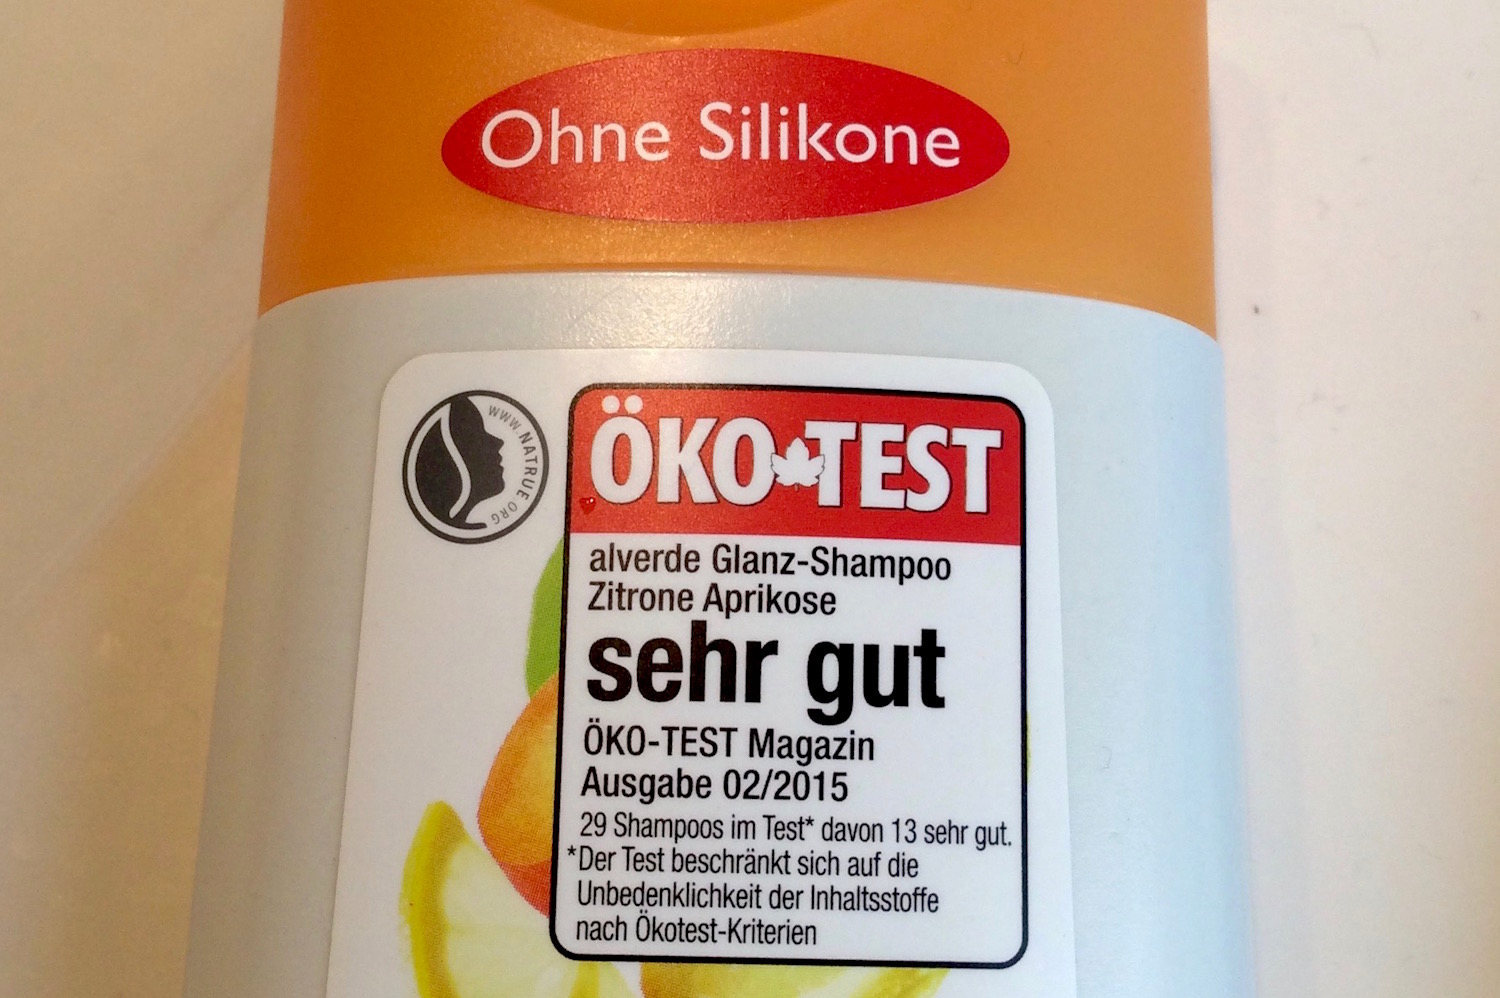 Ohne Silikone
WWW.NATRUE.ORG
ÖKO TEST
alverde Glanz-Shampoo
Zitrone Aprikose
sehr gut
ÖKO-TEST Magazin
Ausgabe 02/2015
29 Shampoos im Test* davon 13 sehr gut.
*Der Test beschränkt sich auf die
Unbedenklichkeit der Inhaltsstoffe
nach Ökotest-Kriterien